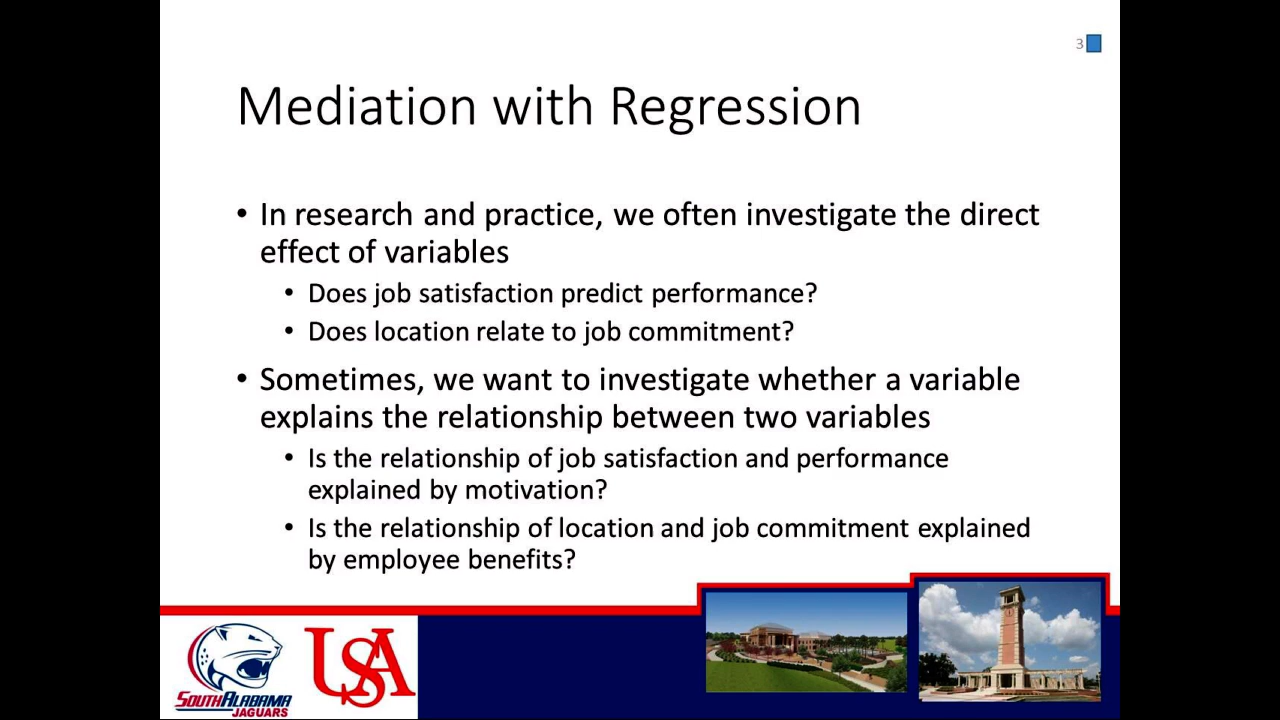 3
Mediation with Regression
• In research and practice, we often investigate the direct
effect of variables
• Does job satisfaction predict performance?
• Does location relate to job commitment?
• Sometimes, we want to investigate whether a variable
explains the relationship between two variables
• Is the relationship of job satisfaction and performance
explained by motivation?
• Is the relationship of location and job commitment explained
by employee benefits?
SOUTH ALABAMA
JAGUARS
USA